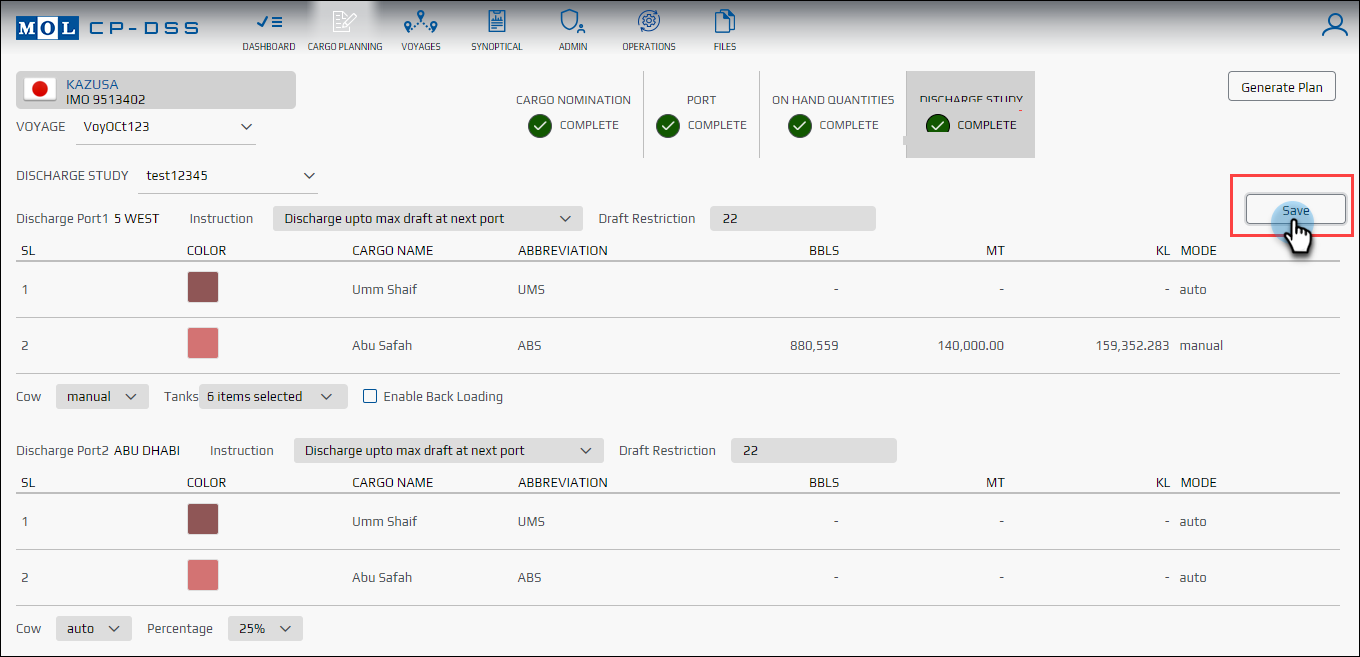 MOL CP-DSS
DASHBOARD CARGO PLANNING VOYAGES SYNOPTICAL ADMIN OPERATIONS FILES
KAZUSA
IMO 9513402
VOYAGE VoyOCt123
CARGO NOMINATION PORT ON HAND QUANTITIES DISCHARGE STUDY
COMPLETE COMPLETE COMPLETE COMPLETE
Generate Plan
DISCHARGE STUDY test12345
Save
Discharge Port1 5 WEST Instruction Discharge upto max draft at next port Draft Restriction 22
SL COLOR CARGO NAME ABBREVIATION BBLS MT KL MODE
1 Umm Shaif UMS - - - auto
2 Abu Safah ABS 880,559 140,000.00 159,352.283 manual
Cow manual Tanks 6 items selected Enable Back Loading
Discharge Port2 ABU DHABI Instruction Discharge upto max draft at next port Draft Restriction 22
SL COLOR CARGO NAME ABBREVIATION BBLS MT KL MODE
1 Umm Shaif UMS - - - auto
2 Abu Safah ABS - - - auto
Cow auto Percentage 25%